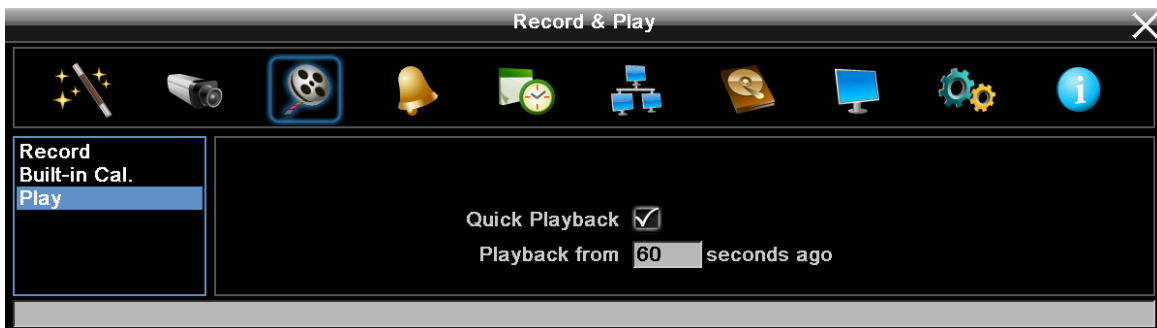 Record & Play
Record
Built-in Cal.
Play
Quick Playback
Playback from 60 seconds ago